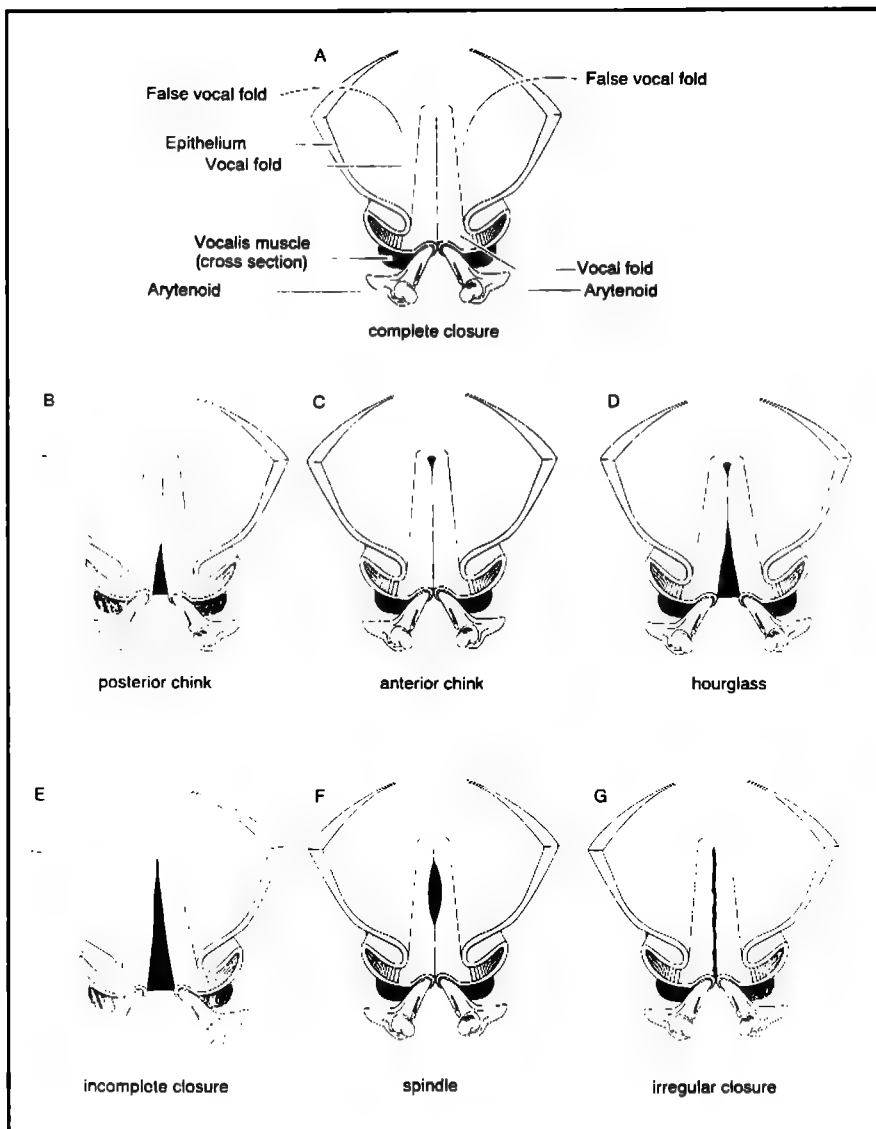 A
False vocal fold
False vocal fold
Epithelium
Vocal fold
Vocalis muscle
(cross section)
Vocal fold
Arytenoid
Arytenoid
complete closure
B
C
D
posterior chink
anterior chink
hourglass
E
F
G
incomplete closure
spindle
irregular closure